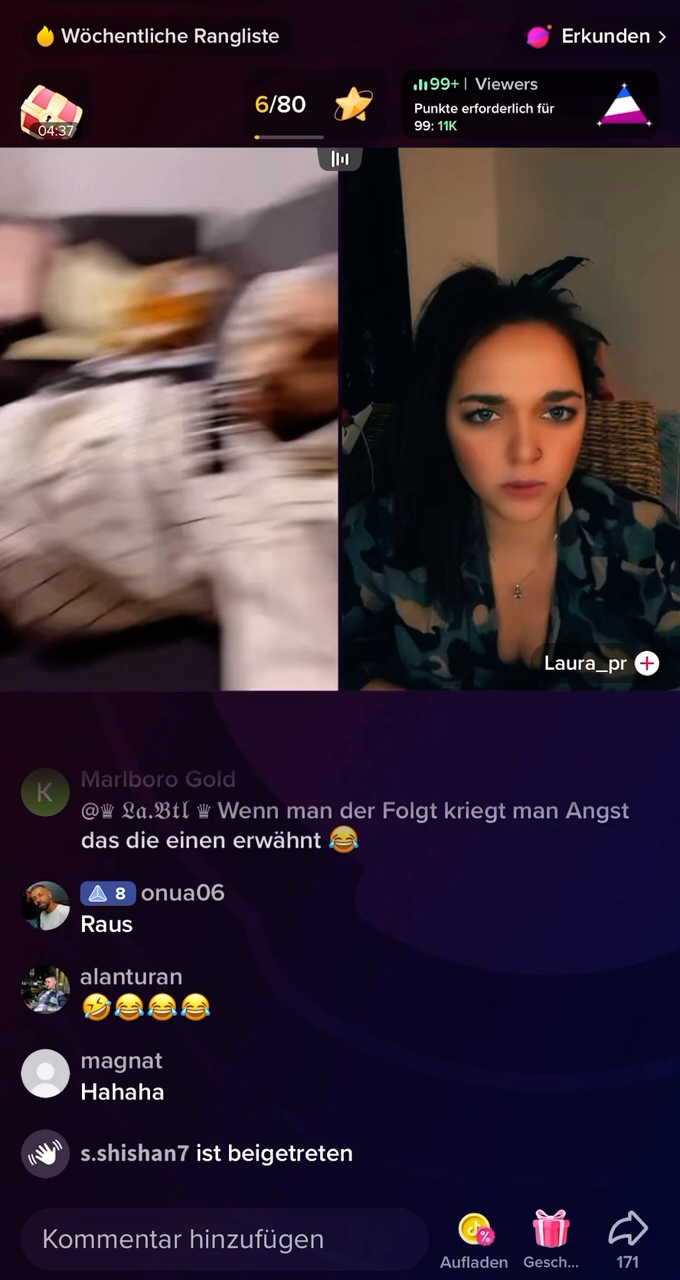 Wöchentliche Rangliste
Erkunden >
04:37
6/80
99+ | Viewers
Punkte erforderlich für
99: 11K
Laura_pr
K
Marlboro Gold
@♛ 𝕷𝖆.𝕭𝖙𝖑 ♛ Wenn man der Folgt kriegt man Angst
das die einen erwähnt 😂
8 onua06
Raus
alanturan
🤣😂😂😂
magnat
Hahaha
s.shishan7 ist beigetreten
Kommentar hinzufügen
Aufladen
Gesch...
171